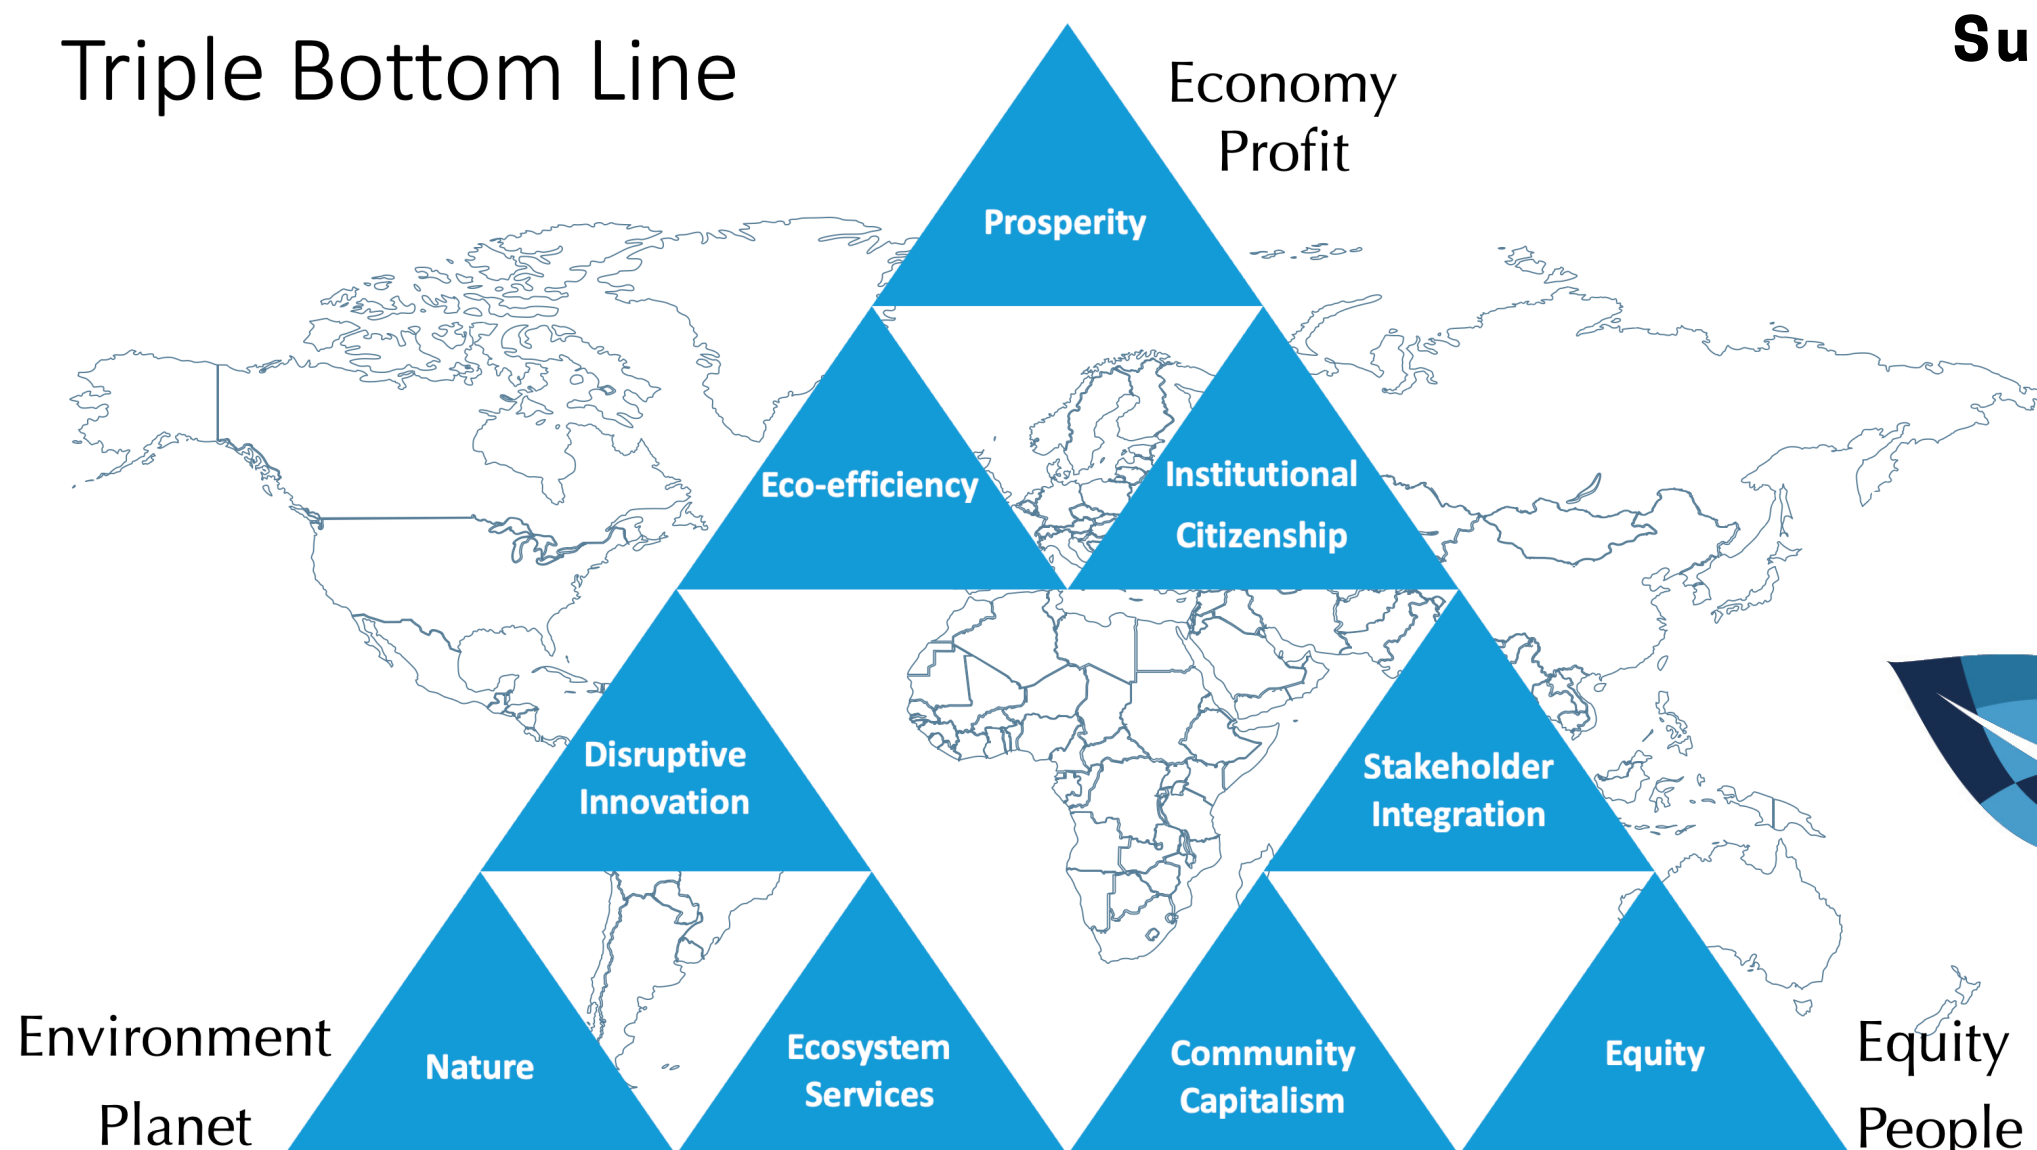 Triple Bottom Line
Su
Economy
Profit
Prosperity
Eco-efficiency
Institutional
Citizenship
Disruptive
Innovation
Stakeholder
Integration
Environment
Planet
Nature
Ecosystem
Services
Community
Capitalism
Equity
Equity
People